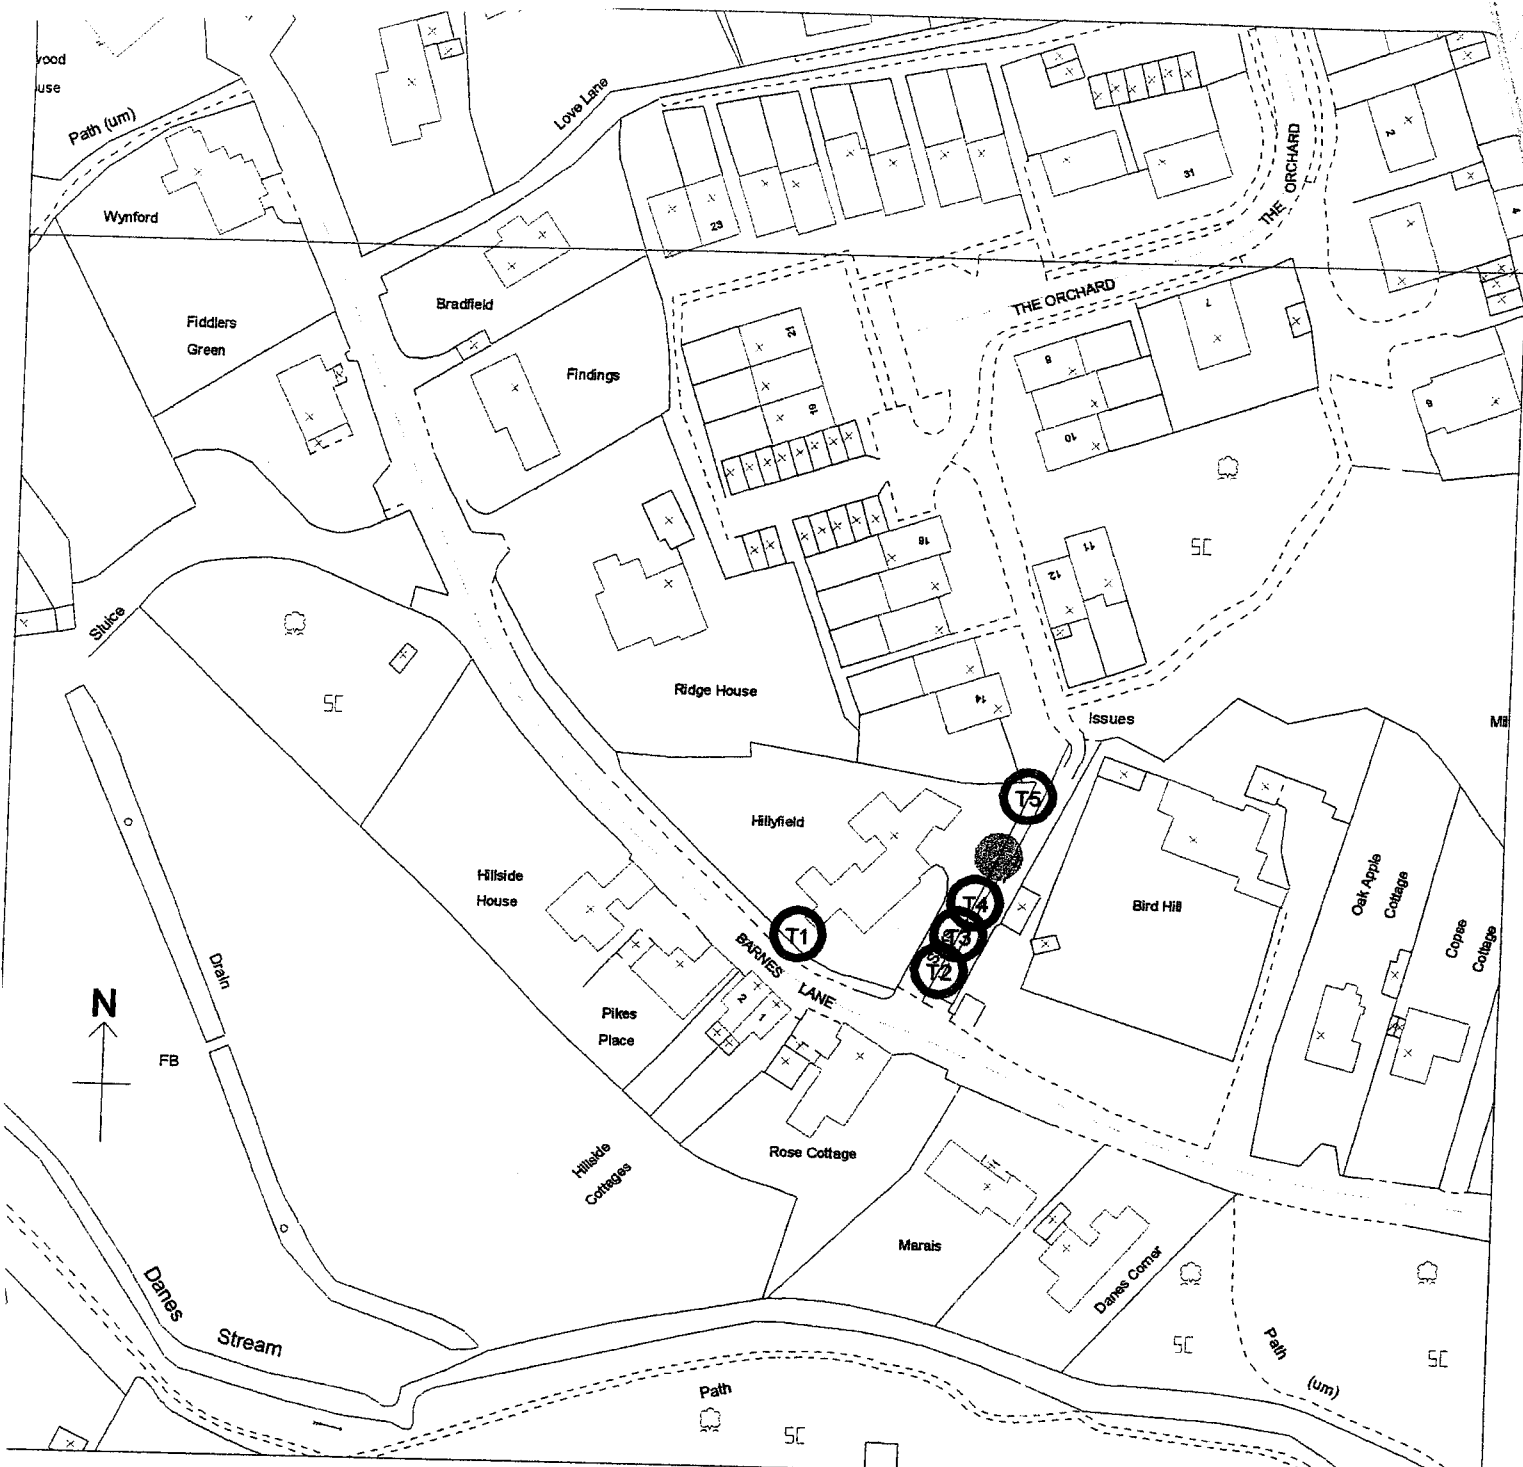 wood
use
Path (um)
Love Lane
Wynford
23
31
2
THE ORCHARD
4
Fiddlers
Green
Bradfield
THE ORCHARD
7
Findings
21
19
8
10
9
SC
18
11
12
Sluice
SC
Ridge House
14
Issues
Mil
T5
Hillyfield
Hillside
House
T4
T3
T2
T1
Bird Hill
Oak Apple
Cottage
Copse
Cottage
BARNES
LANE
Drain
N
FB
Pikes
Place
2
1
Hillside
Cottages
Rose Cottage
Marais
Danes Corner
Danes
Stream
Path
(um)
SC
SC
Path
SC